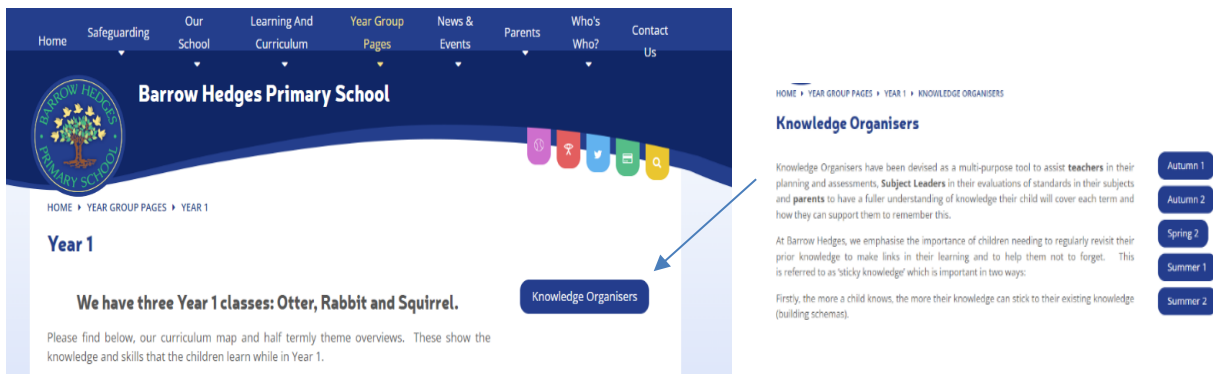 Home
Safeguarding
Our
School
Learning And
Curriculum
Year Group
Pages
News &
Events
Parents
Who's
Who?
Contact
Us
BARROW HEDGES
PRIMARY SCHOOL
Barrow Hedges Primary School
HOME ▸ YEAR GROUP PAGES ▸ YEAR 1
Year 1
We have three Year 1 classes: Otter, Rabbit and Squirrel.
Knowledge Organisers
Please find below, our curriculum map and half termly theme overviews. These show the
knowledge and skills that the children learn while in Year 1.
HOME ▸ YEAR GROUP PAGES ▸ YEAR 1 ▸ KNOWLEDGE ORGANISERS
Knowledge Organisers
Knowledge Organisers have been devised as a multi-purpose tool to assist teachers in their
planning and assessments, Subject Leaders in their evaluations of standards in their subjects
and parents to have a fuller understanding of knowledge their child will cover each term and
how they can support them to remember this.
At Barrow Hedges, we emphasise the importance of children needing to regularly revisit their
prior knowledge to make links in their learning and to help them not to forget. This
is referred to as 'sticky knowledge' which is important in two ways:
Firstly, the more a child knows, the more their knowledge can stick to their existing knowledge
(building schemas).
Autumn 1
Autumn 2
Spring 2
Summer 1
Summer 2